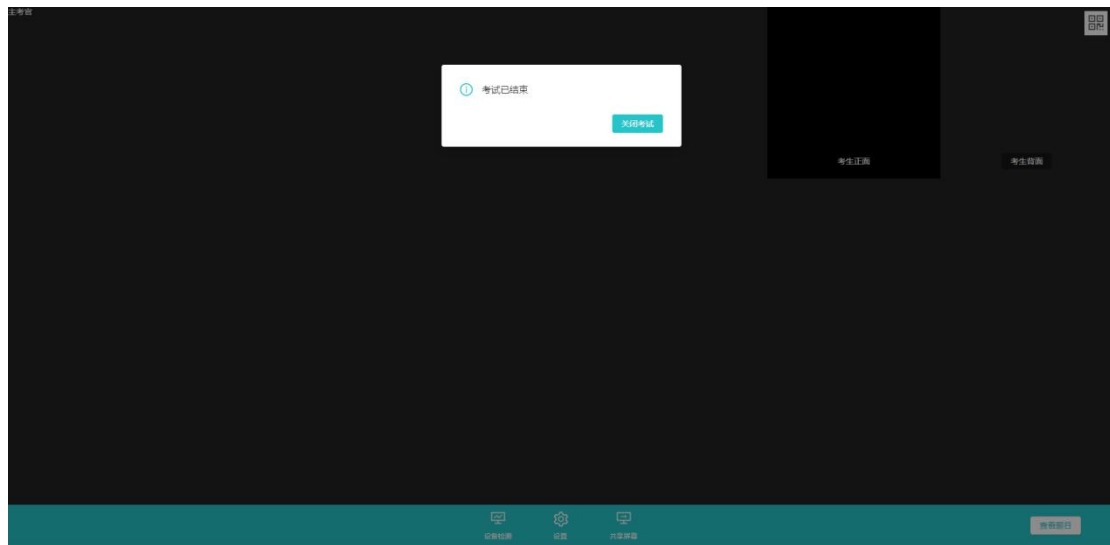 主考官
考试已结束
关闭考试
考生正面
考生背面
设备检测
设置
共享屏幕
查看题目